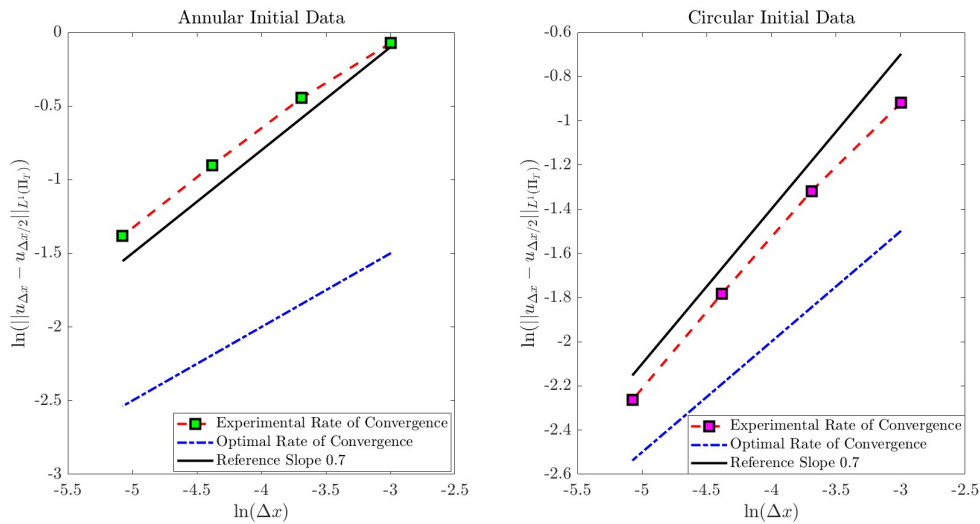 Annular Initial Data
0
-0.5
-1
-1.5
-2
-2.5
-3
-5.5
-5
-4.5
-4
-3.5
-3
-2.5
ln(Δx)
ln(||u_{Δx} − u_{Δx/2}||_{L¹(Π_T)})
Experimental Rate of Convergence
Optimal Rate of Convergence
Reference Slope 0.7
Circular Initial Data
-0.6
-0.8
-1
-1.2
-1.4
-1.6
-1.8
-2
-2.2
-2.4
-2.6
-5.5
-5
-4.5
-4
-3.5
-3
-2.5
ln(Δx)
ln(||u_{Δx} − u_{Δx/2}||_{L¹(Π_T)})
Experimental Rate of Convergence
Optimal Rate of Convergence
Reference Slope 0.7